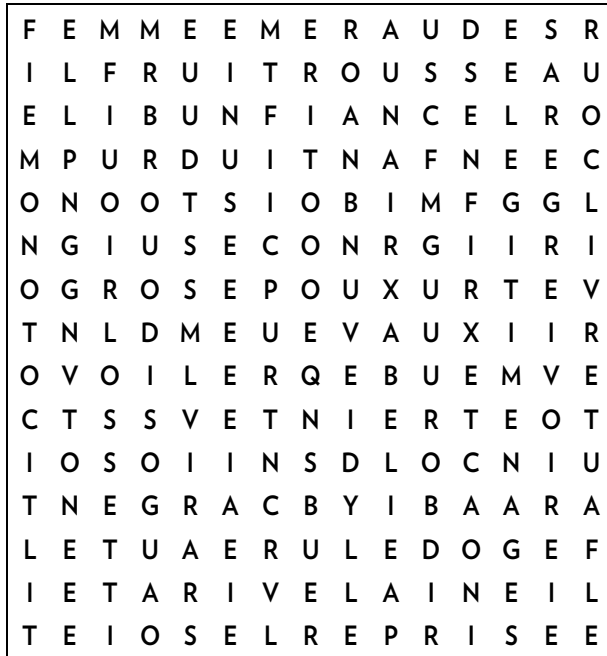 F E M M E E M E R A U D E S R
I L F R U I T R O U S S E A U
E L I B U N F I A N C E L R O
M P U R D U I T N A F N E E C
O N O O T S I O B I M F G G L
N G I U S E C O N R G I I R I
O G R O S E P O U X U R T E V
T N L D M E U E V A U X I I R
O V O I L E R Q E B U E M V E
C T S S V E T N I E R T E O T
I O S O I I N S D L O C N I U
T N E G R A C B Y I B A A R A
L E T U A E R U L E D O G E F
I E T A R I V E L A I N E I L
T E I O S E L R E P R I S E E